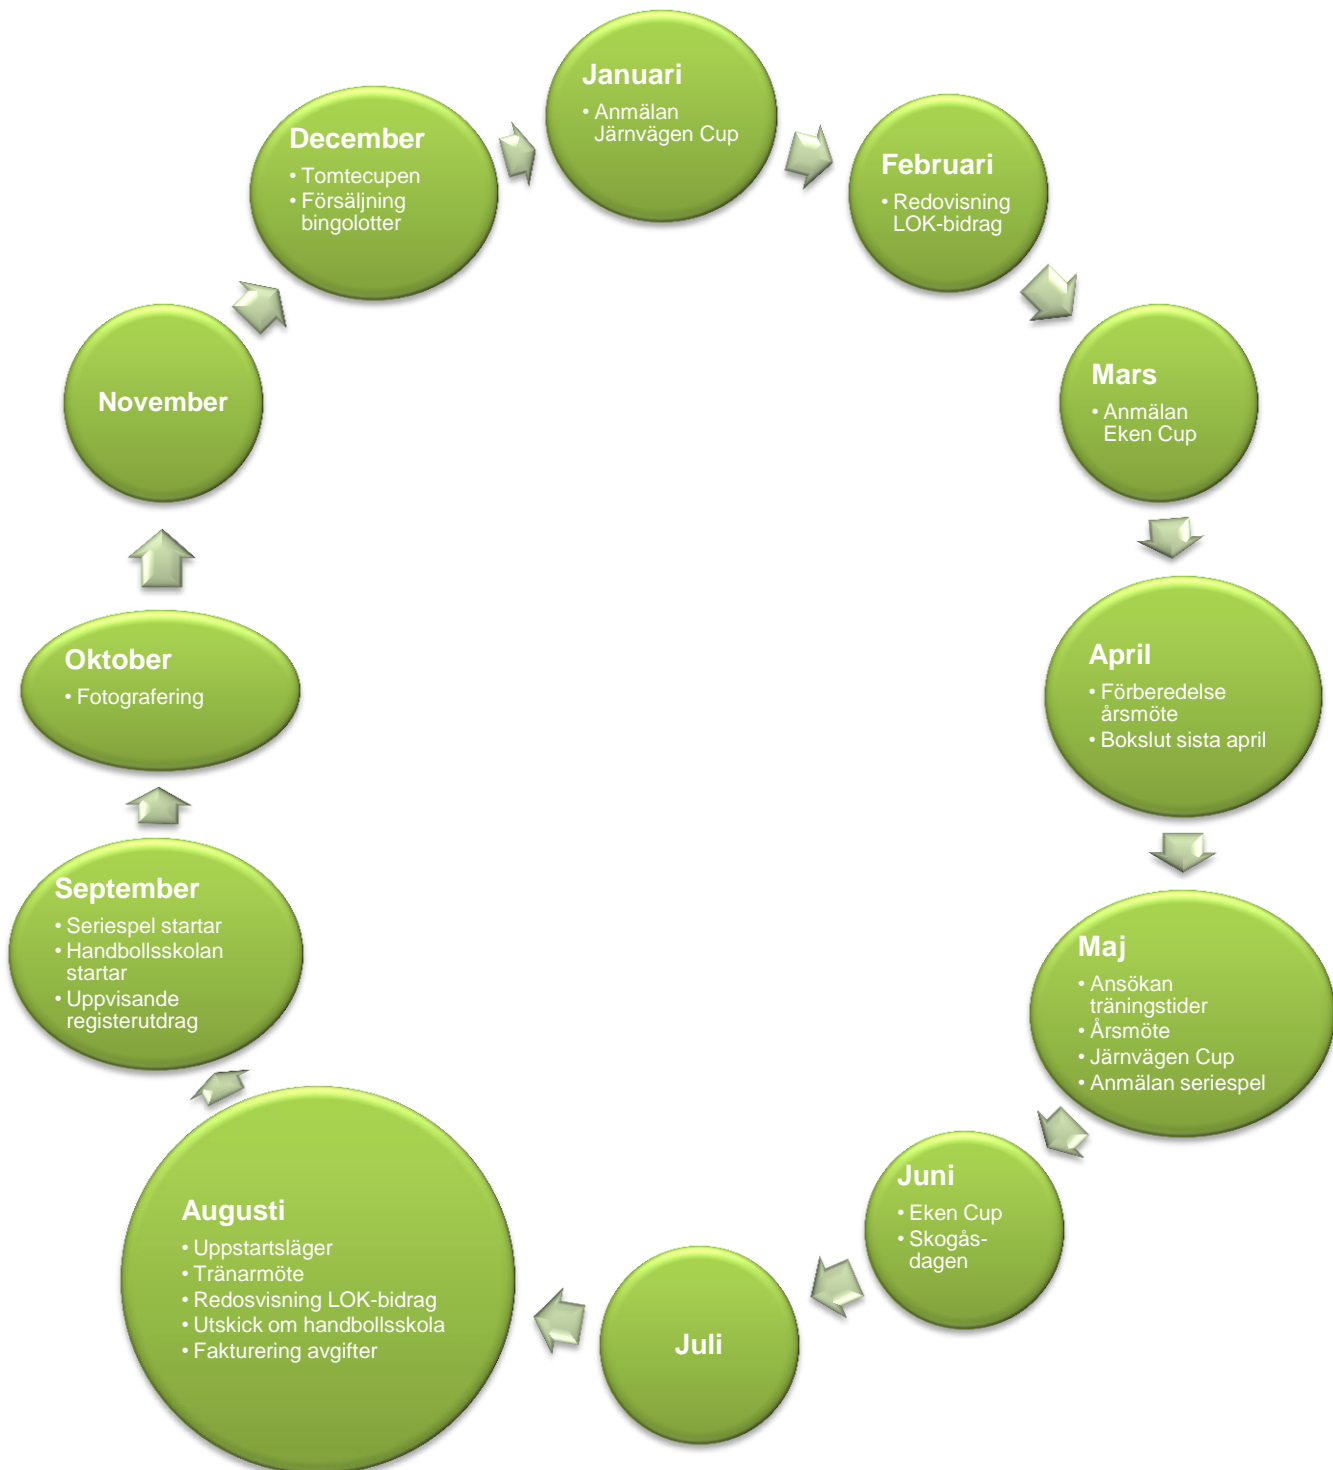 Januari
• Anmälan
Järnvägen Cup
Februari
• Redovisning
LOK-bidrag
Mars
• Anmälan
Eken Cup
April
• Förberedelse
årsmöte
• Bokslut sista april
Maj
• Ansökan
träningstider
• Årsmöte
• Järnvägen Cup
• Anmälan seriespel
Juni
• Eken Cup
• Skogås-
dagen
Juli
Augusti
• Uppstartsläger
• Tränarmöte
• Redosvisning LOK-bidrag
• Utskick om handbollsskola
• Fakturering avgifter
September
• Seriespel startar
• Handbollsskolan
startar
• Uppvisande
registerutdrag
Oktober
• Fotografering
November
December
• Tomtecupen
• Försäljning
bingolotter